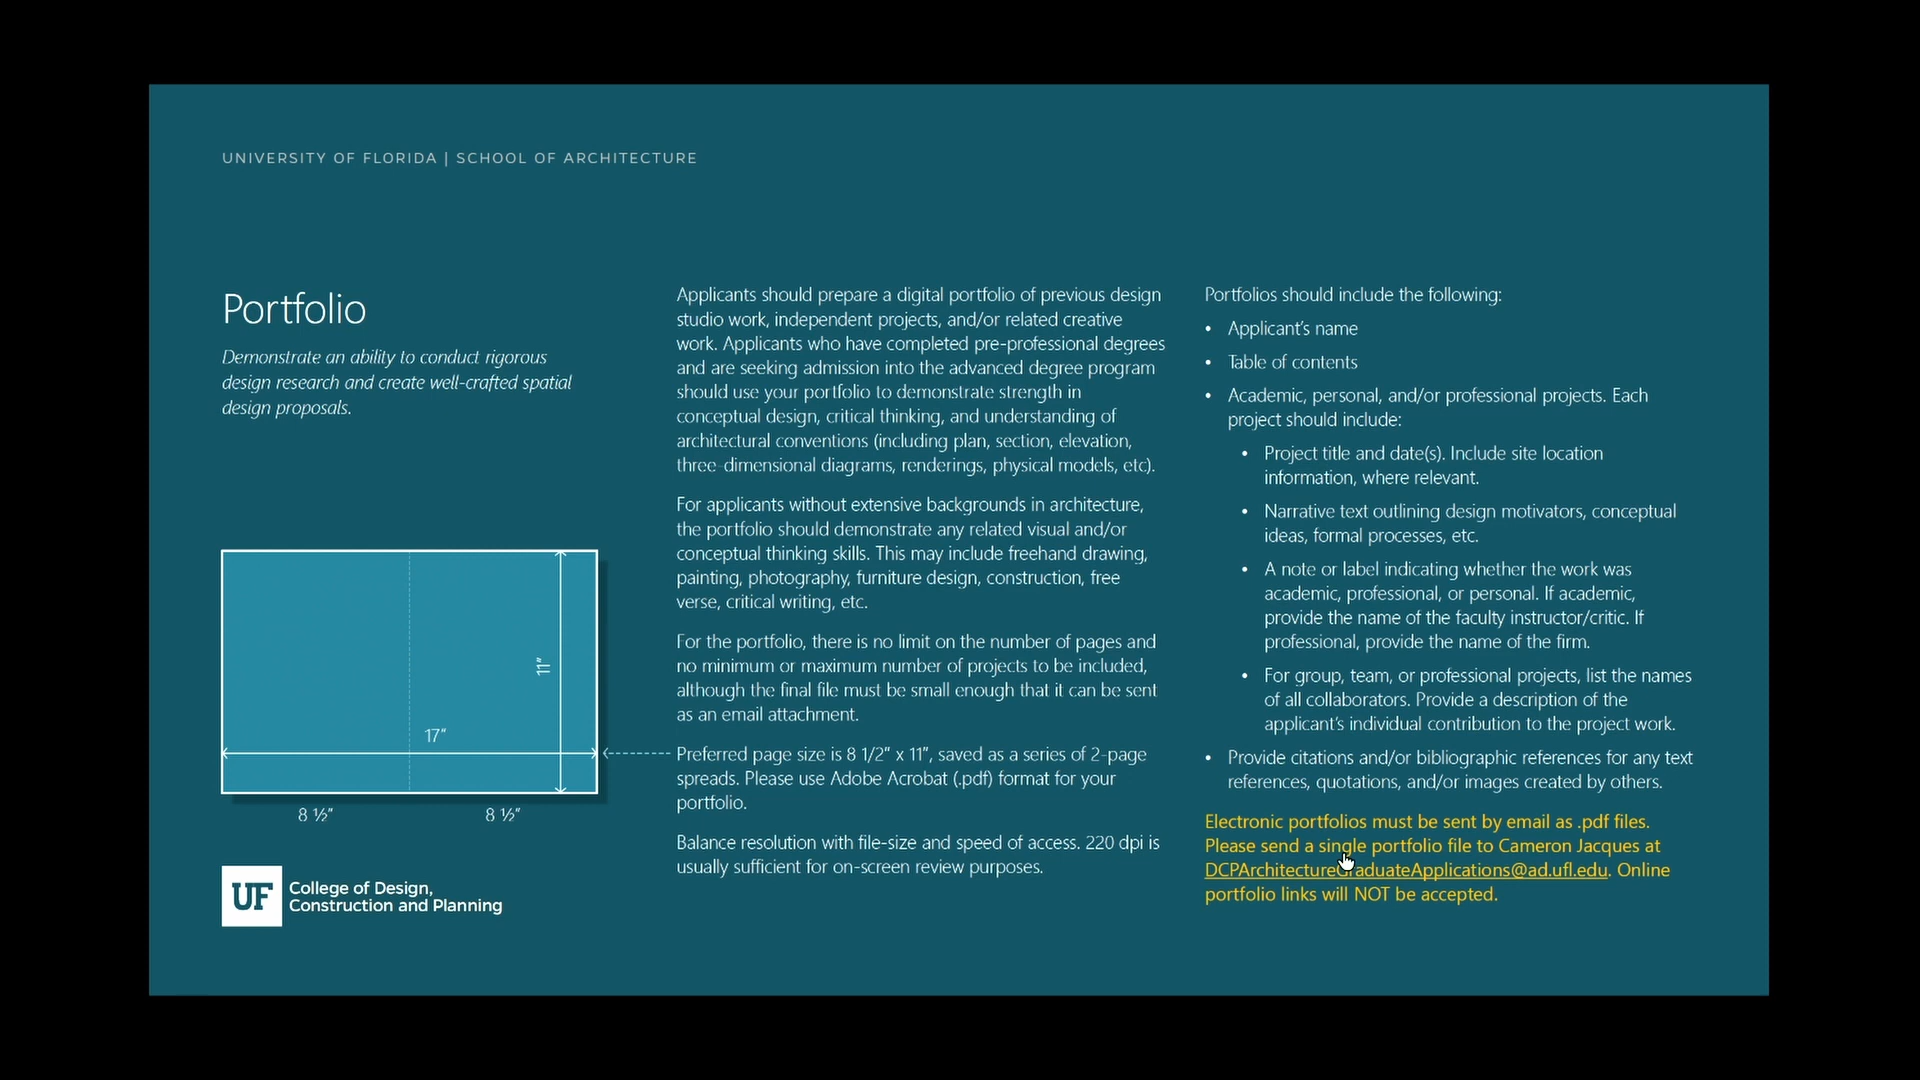 UNIVERSITY OF FLORIDA | SCHOOL OF ARCHITECTURE
Portfolio
Demonstrate an ability to conduct rigorous
design research and create well-crafted spatial
design proposals.
11"
17"
8 ½"
8 ½"
UF
College of Design,
Construction and Planning
Applicants should prepare a digital portfolio of previous design
studio work, independent projects, and/or related creative
work. Applicants who have completed pre-professional degrees
and are seeking admission into the advanced degree program
should use your portfolio to demonstrate strength in
conceptual design, critical thinking, and understanding of
architectural conventions (including plan, section, elevation,
three-dimensional diagrams, renderings, physical models, etc).
For applicants without extensive backgrounds in architecture,
the portfolio should demonstrate any related visual and/or
conceptual thinking skills. This may include freehand drawing,
painting, photography, furniture design, construction, free
verse, critical writing, etc.
For the portfolio, there is no limit on the number of pages and
no minimum or maximum number of projects to be included,
although the final file must be small enough that it can be sent
as an email attachment.
Preferred page size is 8 1/2" x 11", saved as a series of 2-page
spreads. Please use Adobe Acrobat (.pdf) format for your
portfolio.
Balance resolution with file-size and speed of access. 220 dpi is
usually sufficient for on-screen review purposes.
Portfolios should include the following:
• Applicant's name
• Table of contents
• Academic, personal, and/or professional projects. Each
project should include:
• Project title and date(s). Include site location
information, where relevant.
• Narrative text outlining design motivators, conceptual
ideas, formal processes, etc.
• A note or label indicating whether the work was
academic, professional, or personal. If academic,
provide the name of the faculty instructor/critic. If
professional, provide the name of the firm.
• For group, team, or professional projects, list the names
of all collaborators. Provide a description of the
applicant's individual contribution to the project work.
• Provide citations and/or bibliographic references for any text
references, quotations, and/or images created by others.
Electronic portfolios must be sent by email as .pdf files.
Please send a single portfolio file to Cameron Jacques at
DCPArchitectureGraduateApplications@ad.ufl.edu. Online
portfolio links will NOT be accepted.